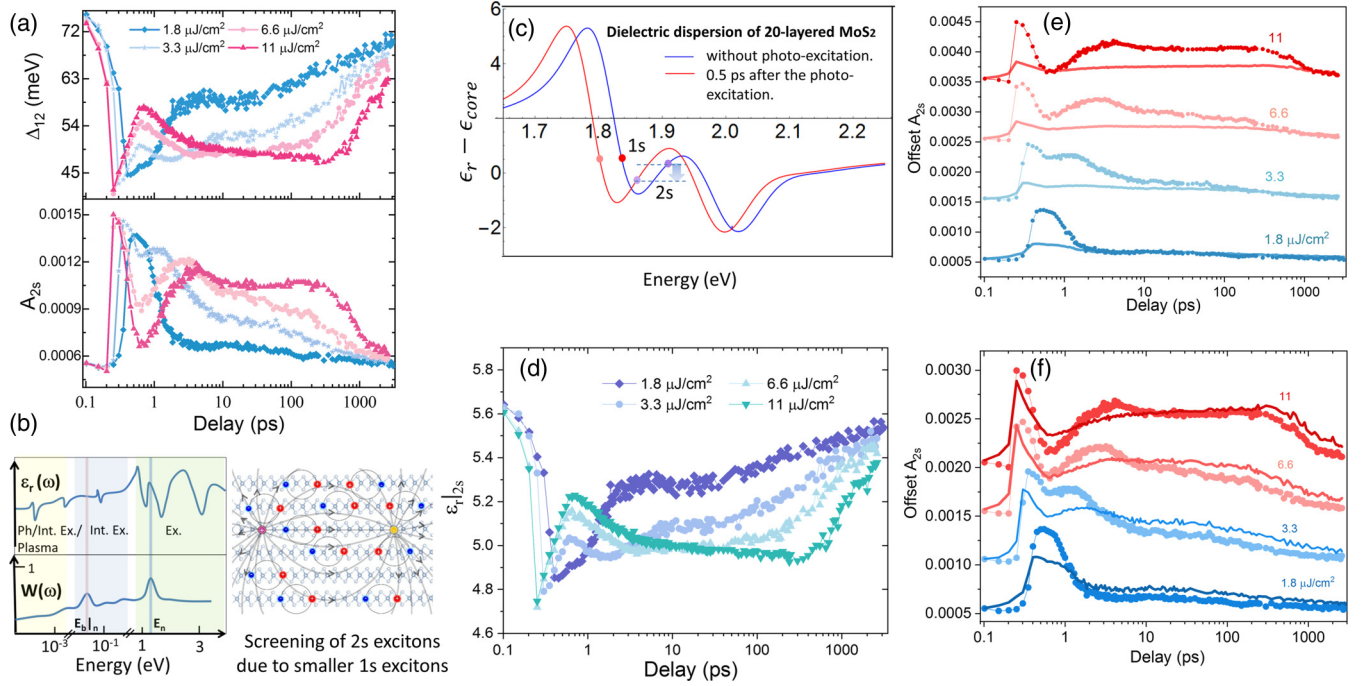 (a)
1.8 μJ/cm² 6.6 μJ/cm²
3.3 μJ/cm² 11 μJ/cm²
Δ₁₂ (meV)
72
63
54
45
A₂ₛ
0.0015
0.0012
0.0009
0.0006
0.1 1 10 100 1000
Delay (ps)
(b)
εᵣ(ω)
Ph/Int. Ex./ Int. Ex. Ex.
Plasma
1
W(ω)
E_b|_n E_n
10⁻³ 10⁻¹ 1 3
Energy (eV)
Screening of 2s excitons
due to smaller 1s excitons
(c)
Dielectric dispersion of 20-layered MoS₂
without photo-excitation.
0.5 ps after the photo-
excitation.
ϵᵣ − ϵ_core
6
4
0
−2
1.7 1.8 1.9 2.0 2.1 2.2
1s
2s
Energy (eV)
(d)
1.8 μJ/cm² 6.6 μJ/cm²
3.3 μJ/cm² 11 μJ/cm²
εᵣ|₂ₛ
5.8
5.6
5.4
5.2
5.0
4.8
4.6
0.1 1 10 100 1000
Delay (ps)
(e)
Offset A₂ₛ
0.0045
0.0040
0.0035
0.0030
0.0025
0.0020
0.0015
0.0010
0.0005
11
6.6
3.3
1.8 μJ/cm²
0.1 1 10 100 1000
Delay (ps)
(f)
Offset A₂ₛ
0.0030
0.0025
0.0020
0.0015
0.0010
0.0005
11
6.6
3.3
1.8 μJ/cm²
0.1 1 10 100 1000
Delay (ps)